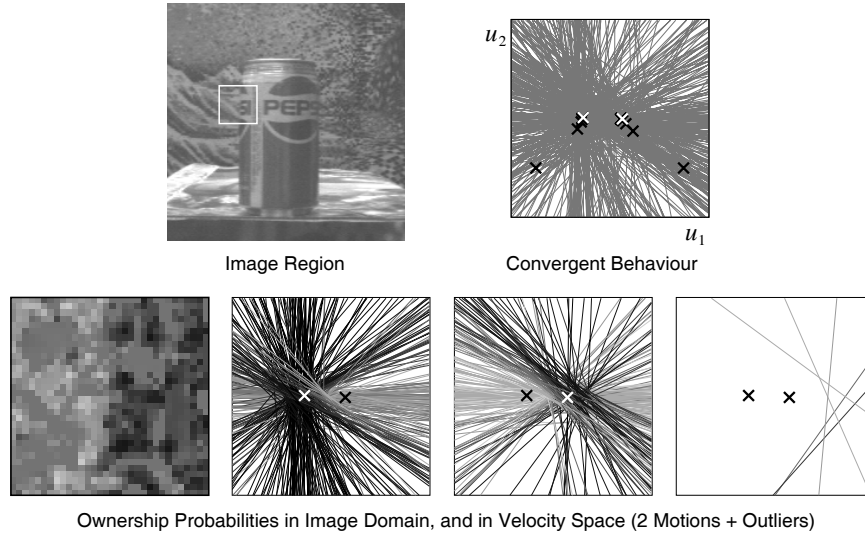 a PEPS
u2
u1
Image Region
Convergent Behaviour
Ownership Probabilities in Image Domain, and in Velocity Space (2 Motions + Outliers)